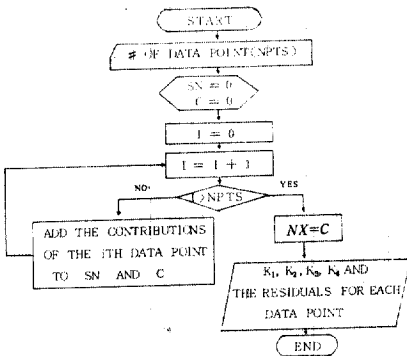 START
# OF DATA POINT(NPTS)
SN = 0
C = 0
I = 0
I = I + 1
NO
YES
NPTS
ADD THE CONTRIBUTIONS
OF THE iTH DATA POINT
TO SN AND C
NX=C
K₁, K₂, K₃, K₄ AND
THE RESIDUALS FOR EACH
DATA POINT
END